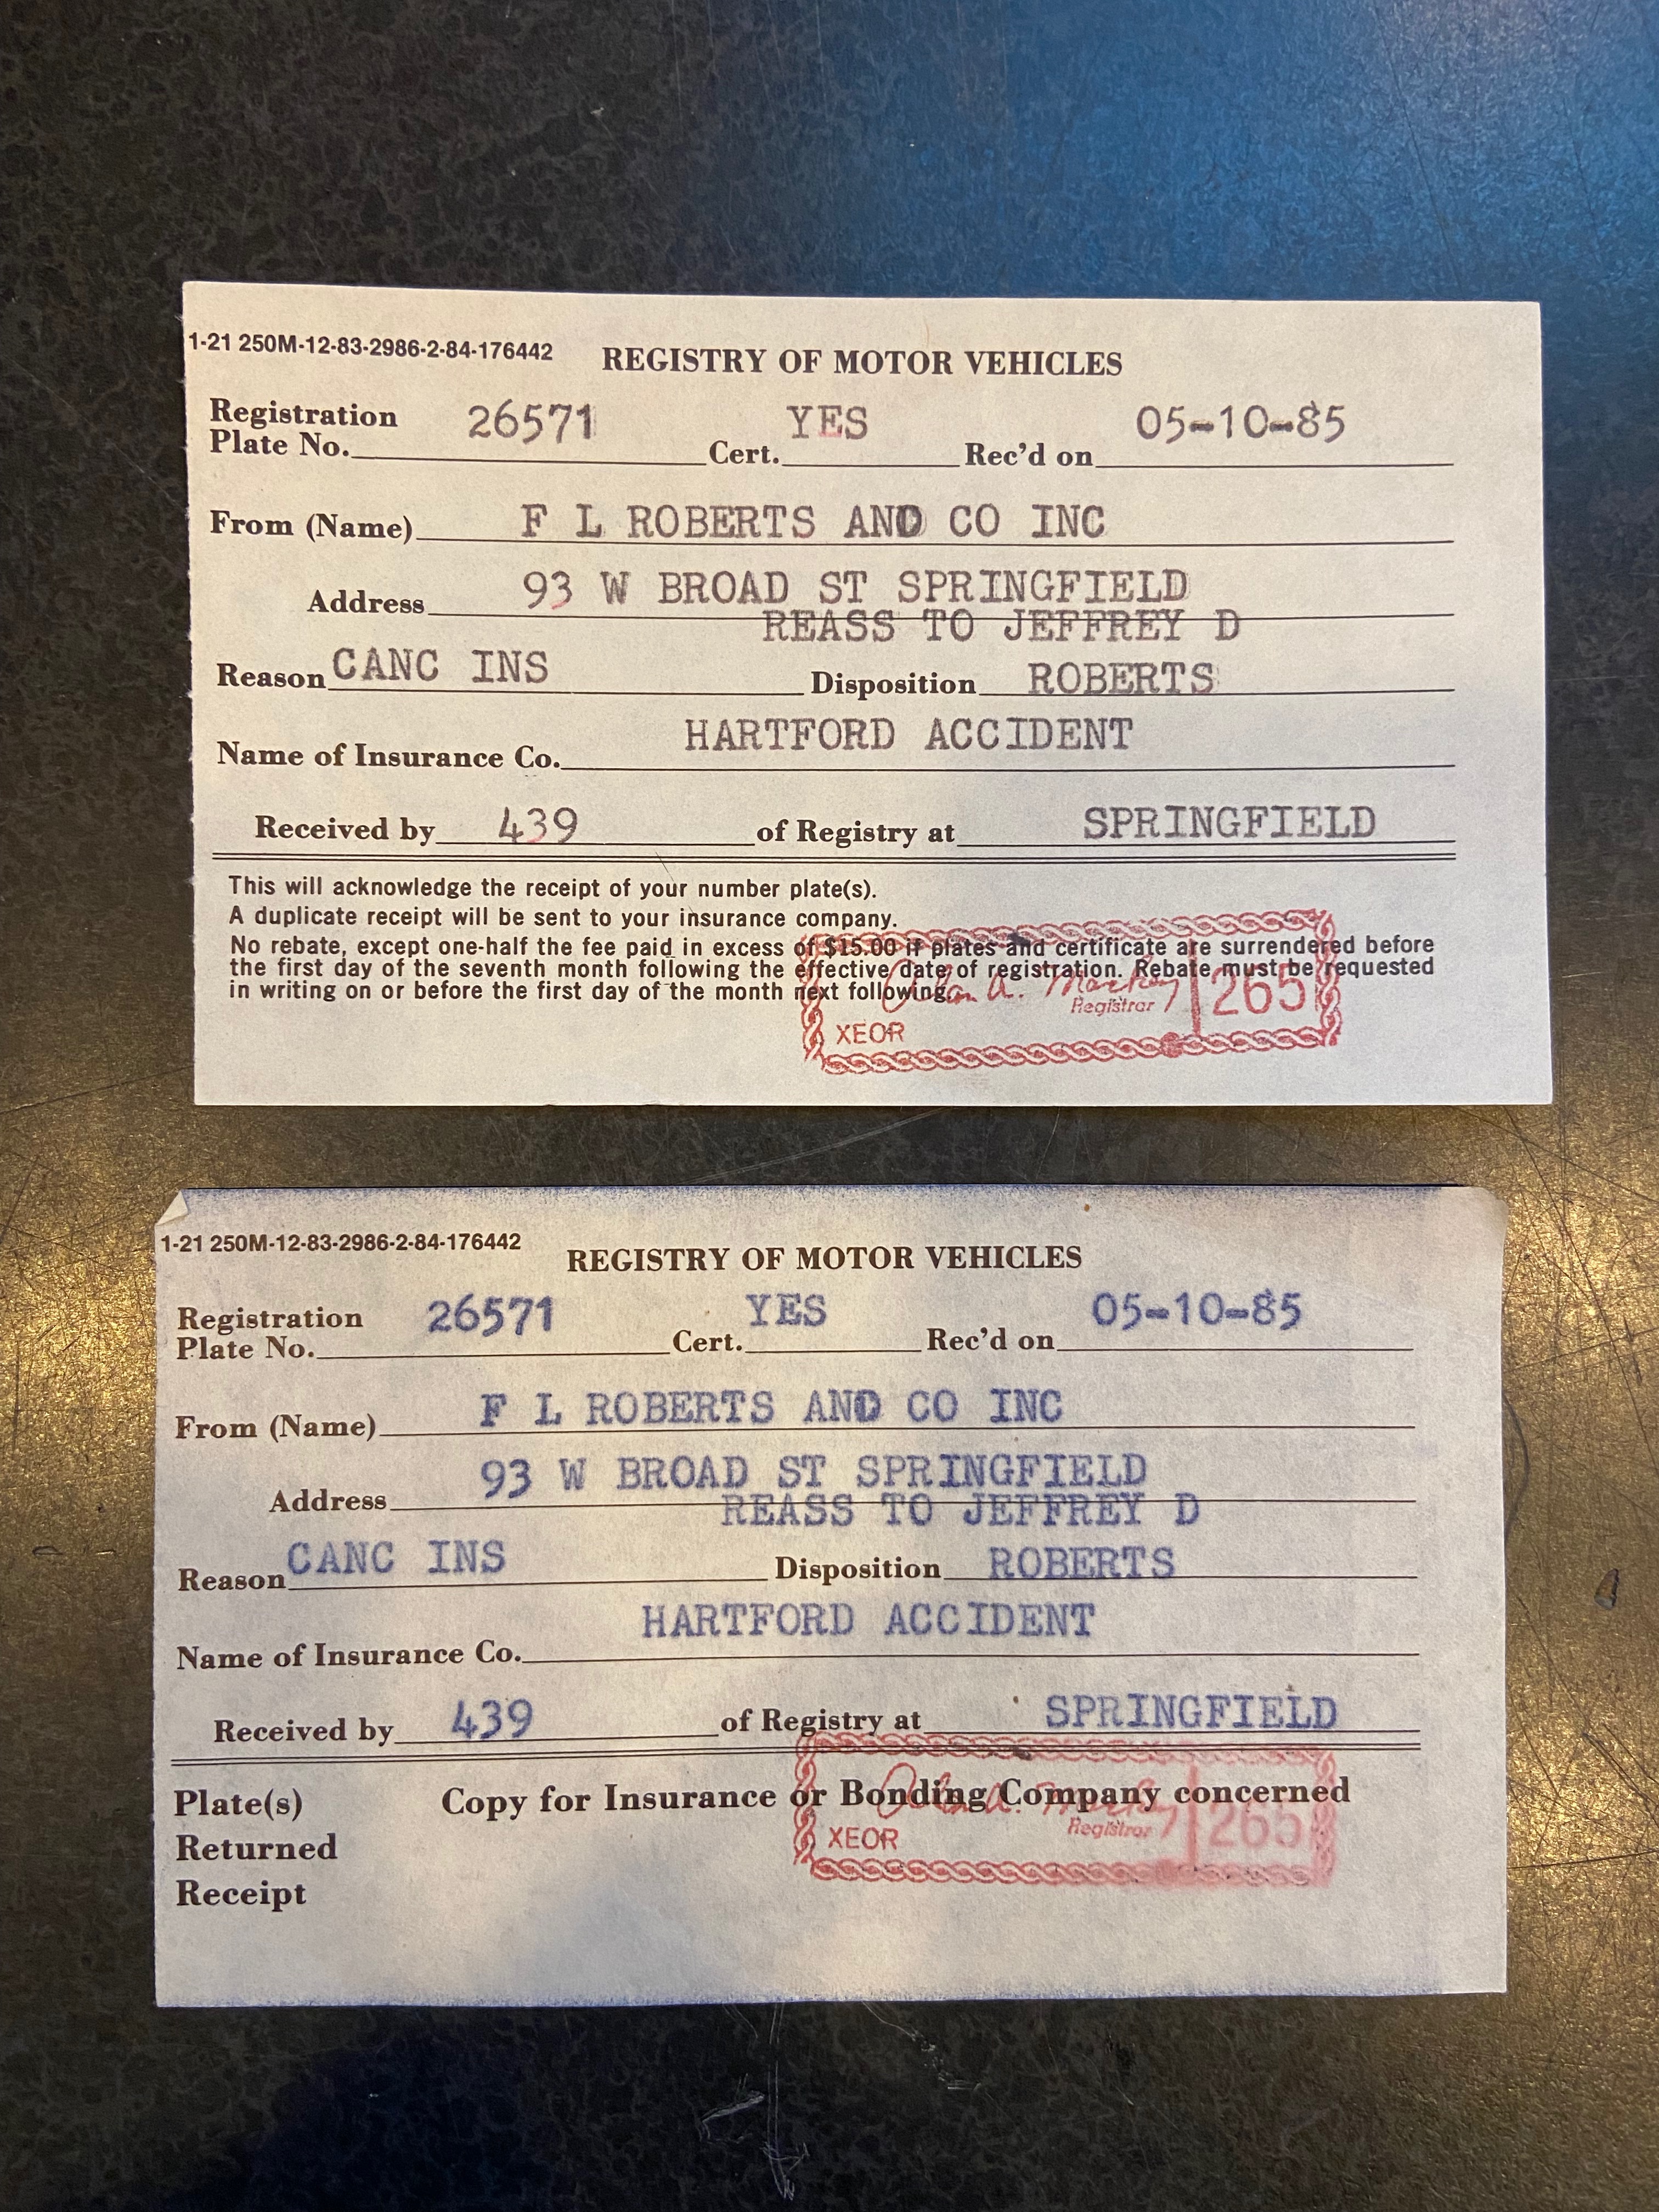 1-21 250M-12-83-2986-2-84-176442
REGISTRY OF MOTOR VEHICLES
Registration Plate No. 26571 Cert. YES Rec'd on 05-10-85
From (Name) F L ROBERTS AND CO INC
Address 93 W BROAD ST SPRINGFIELD
REASS TO JEFFREY D
Reason CANC INS Disposition ROBERTS
Name of Insurance Co. HARTFORD ACCIDENT
Received by 439 of Registry at SPRINGFIELD
This will acknowledge the receipt of your number plate(s).
A duplicate receipt will be sent to your insurance company.
No rebate, except one-half the fee paid in excess of $15.00 if plates and certificate are surrendered before
the first day of the seventh month following the effective date of registration. Rebate must be requested
in writing on or before the first day of the month next following.
Alan A. Mackey 265
Registrar
XEOR
1-21 250M-12-83-2986-2-84-176442
REGISTRY OF MOTOR VEHICLES
Registration Plate No. 26571 Cert. YES Rec'd on 05-10-85
From (Name) F L ROBERTS AND CO INC
Address 93 W BROAD ST SPRINGFIELD
REASS TO JEFFREY D
Reason CANC INS Disposition ROBERTS
Name of Insurance Co. HARTFORD ACCIDENT
Received by 439 of Registry at SPRINGFIELD
Plate(s) Copy for Insurance or Bonding Company concerned
Returned
Receipt
Alan A. Mackey 265
Registrar
XEOR